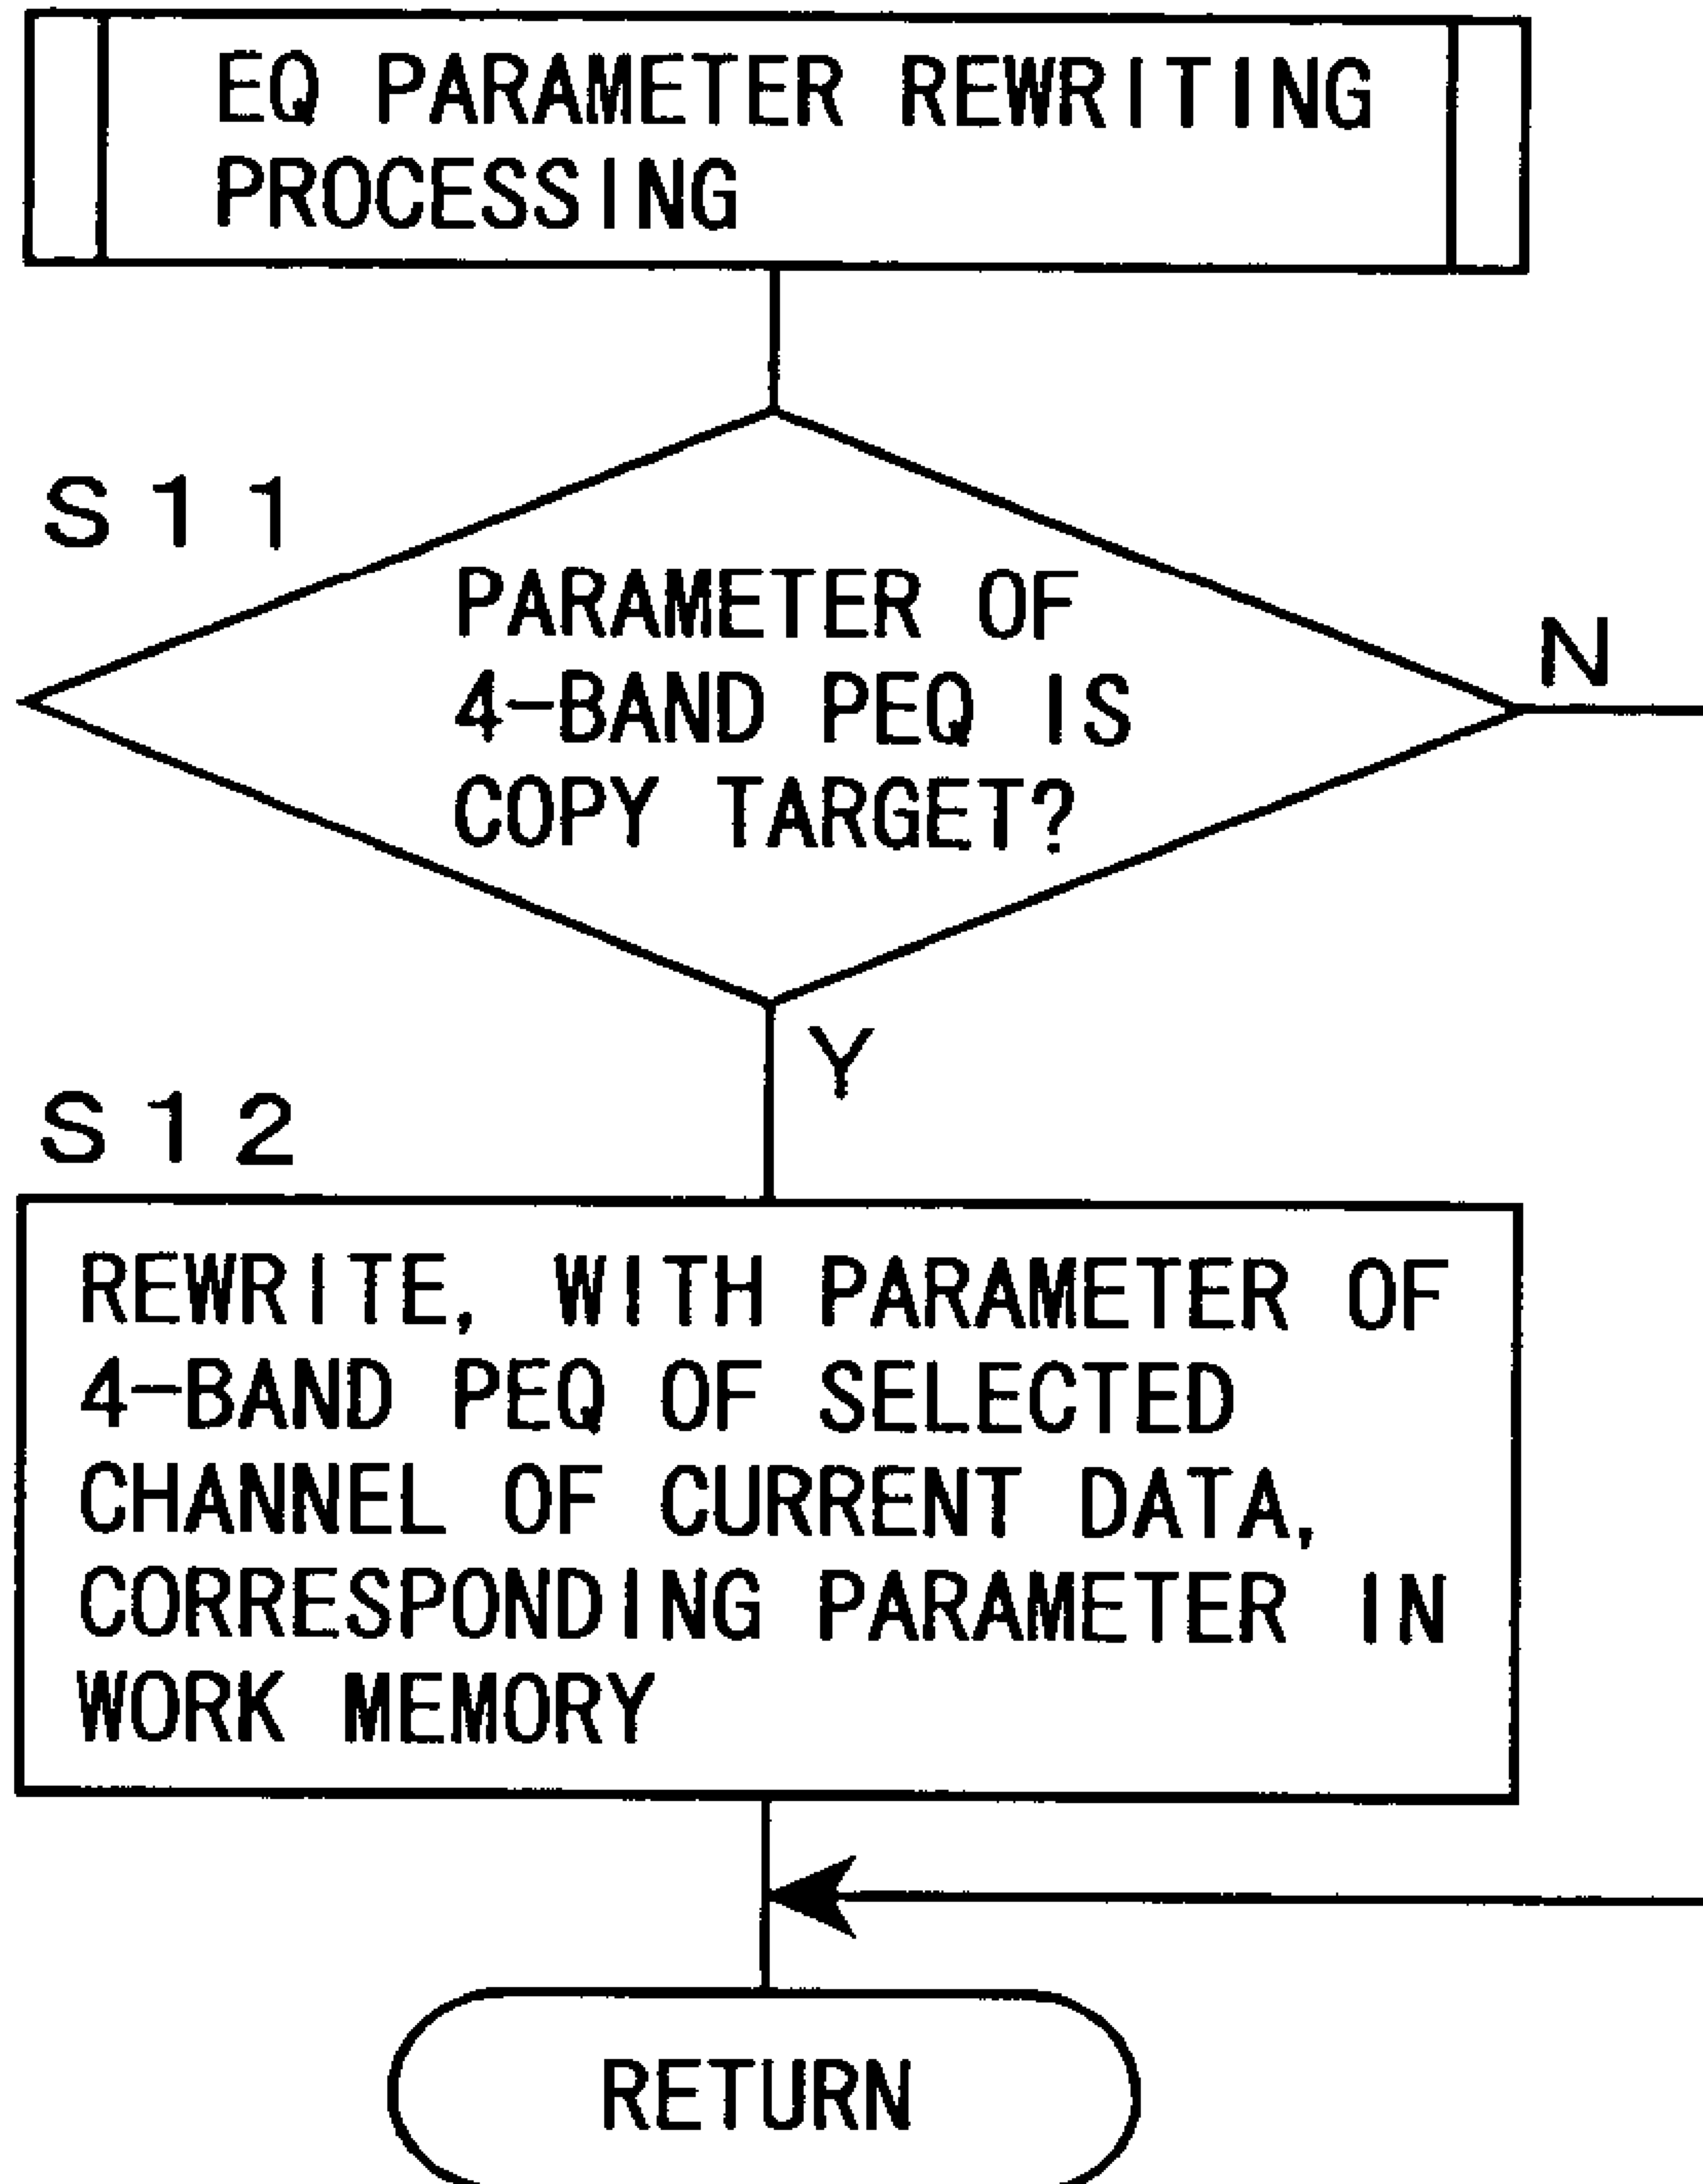 EQ PARAMETER REWRITING
PROCESSING
S11
PARAMETER OF
4-BAND PEQ IS
COPY TARGET?
N
Y
S12
REWRITE, WITH PARAMETER OF
4-BAND PEQ OF SELECTED
CHANNEL OF CURRENT DATA,
CORRESPONDING PARAMETER IN
WORK MEMORY
RETURN